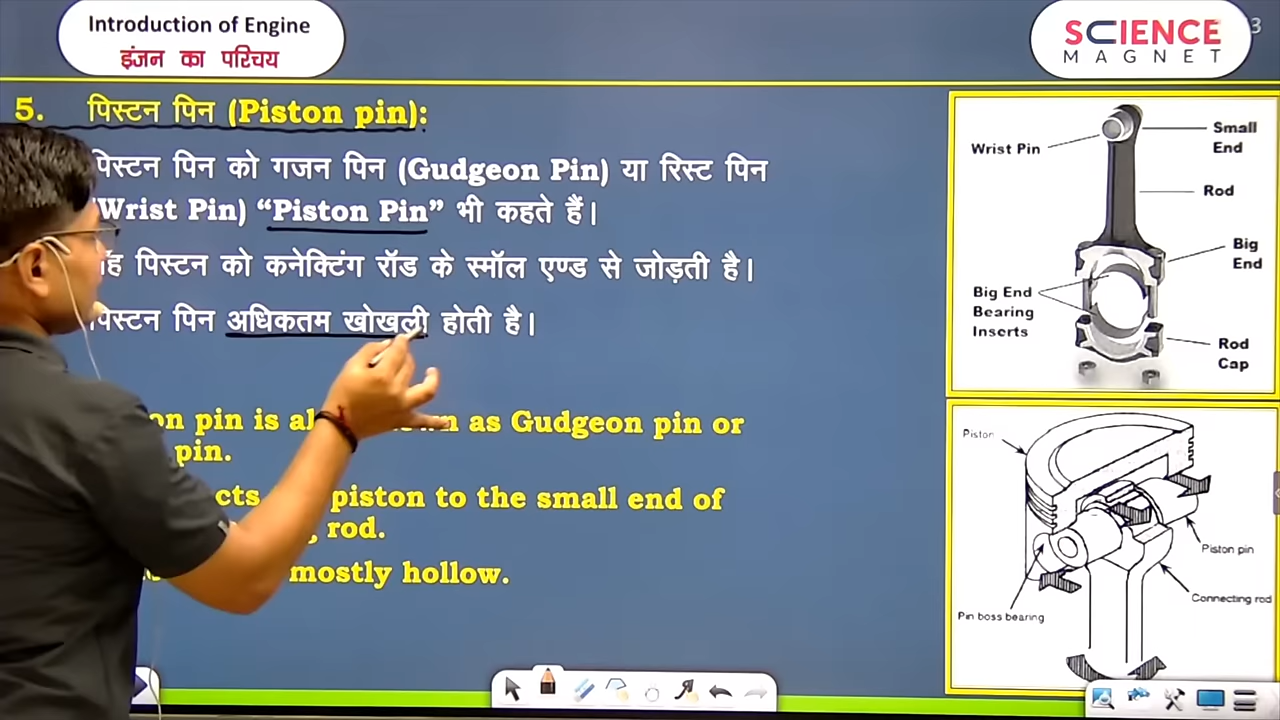 Introduction of Engine
इंजन का परिचय
SCIENCE
MAGNET
3
5. पिस्टन पिन (Piston pin):
पिस्टन पिन को गजन पिन (Gudgeon Pin) या रिस्ट पिन
Wrist Pin) “Piston Pin” भी कहते हैं।
पिस्टन को कनेक्टिंग रॉड के स्मॉल एण्ड से जोड़ती है।
पिस्टन पिन अधिकतम खोखली होती है।
pin is as Gudgeon pin or
pin.
piston to the small end of
rod.
mostly hollow.
Wrist Pin
Small
End
Rod
Big
End
Big End
Bearing
Inserts
Rod
Cap
Piston
Piston pin
Connecting rod
Pin boss bearing